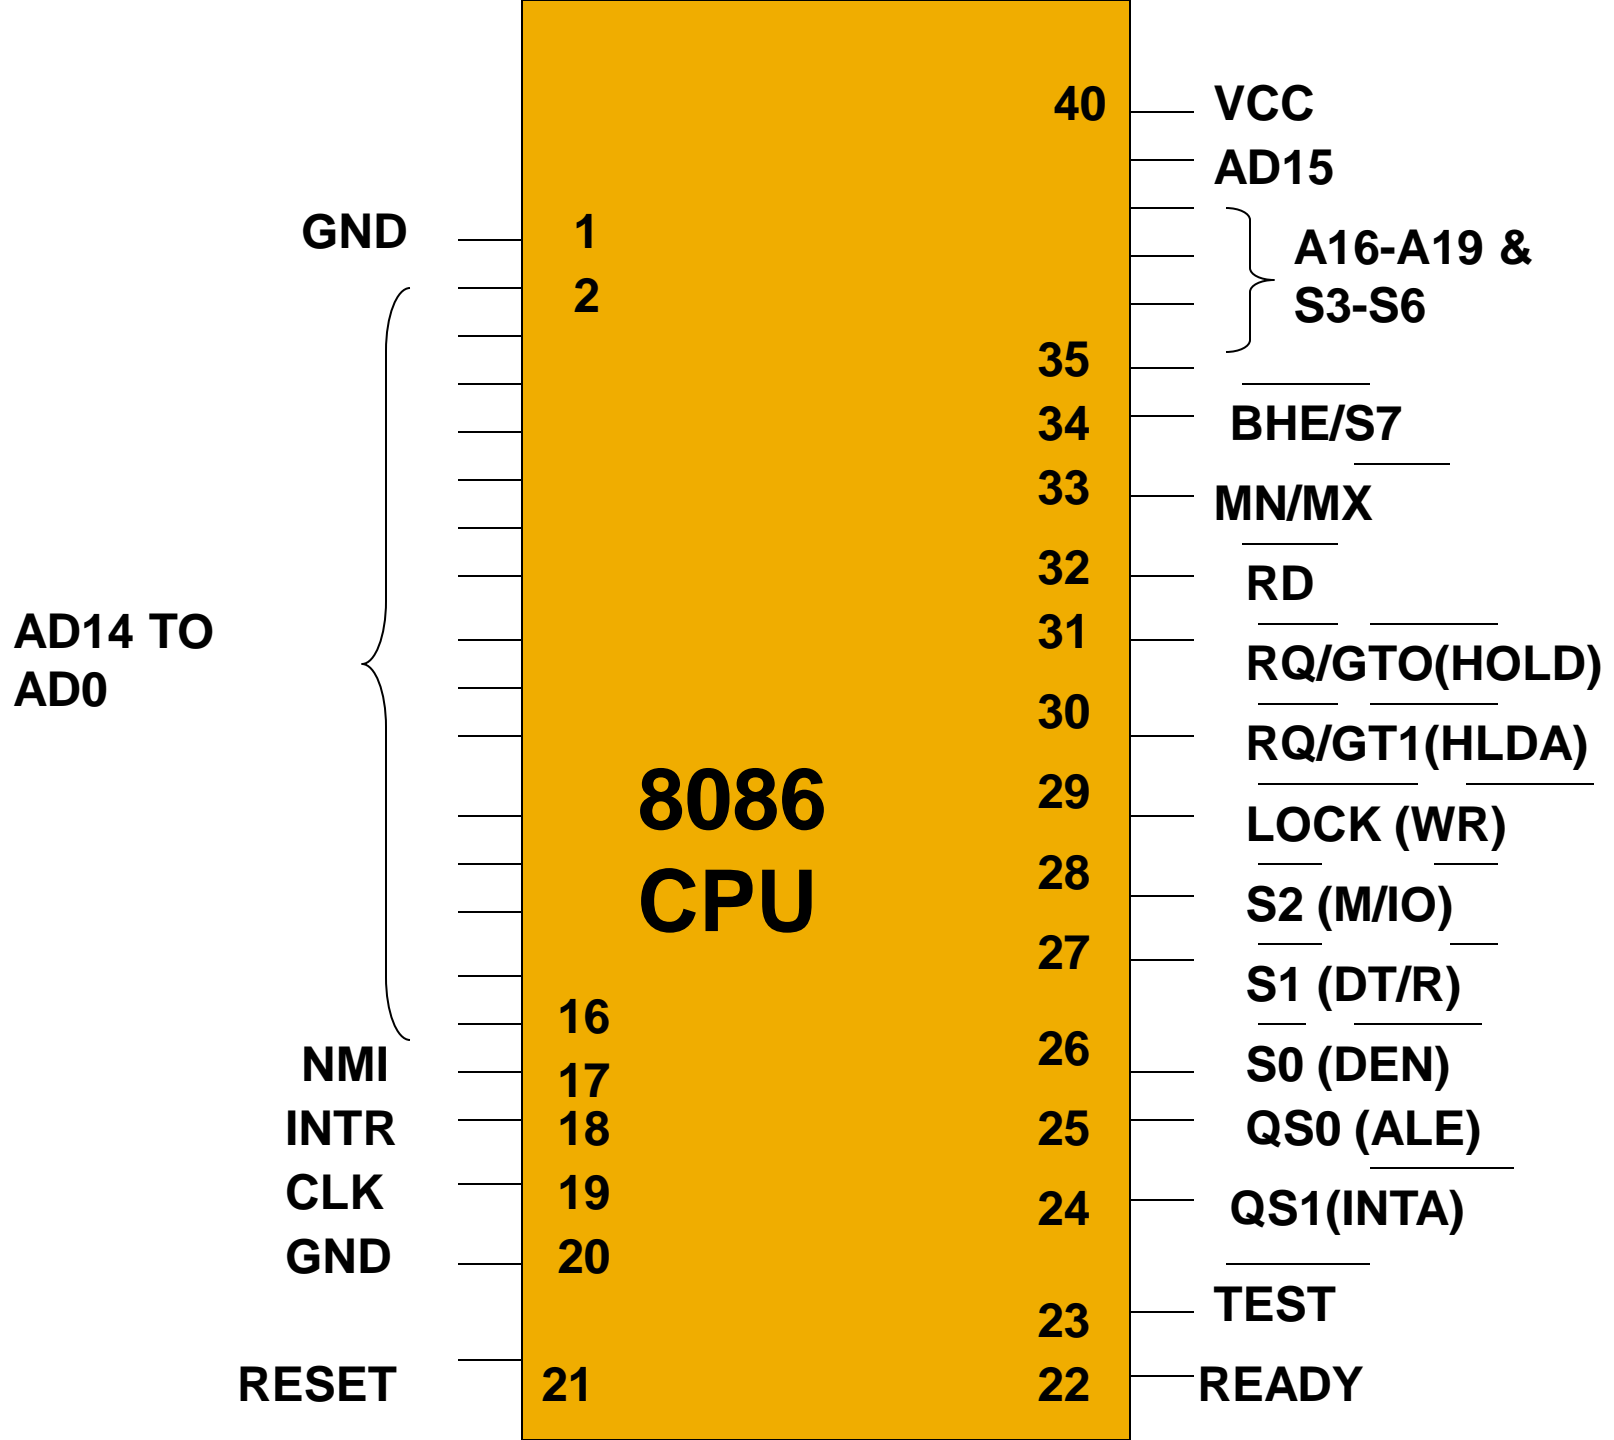 40 VCC
AD15
GND 1
A16-A19 &
S3-S6
2
35
34 BHE/S7
33 MN/MX
32 RD
AD14 TO
AD0
31 RQ/GTO(HOLD)
30 RQ/GT1(HLDA)
29 LOCK (WR)
8086
CPU
28 S2 (M/IO)
27 S1 (DT/R)
16
26 S0 (DEN)
NMI 17
INTR 18
25 QS0 (ALE)
CLK 19
24 QS1(INTA)
GND 20
23 TEST
RESET 21
22 READY